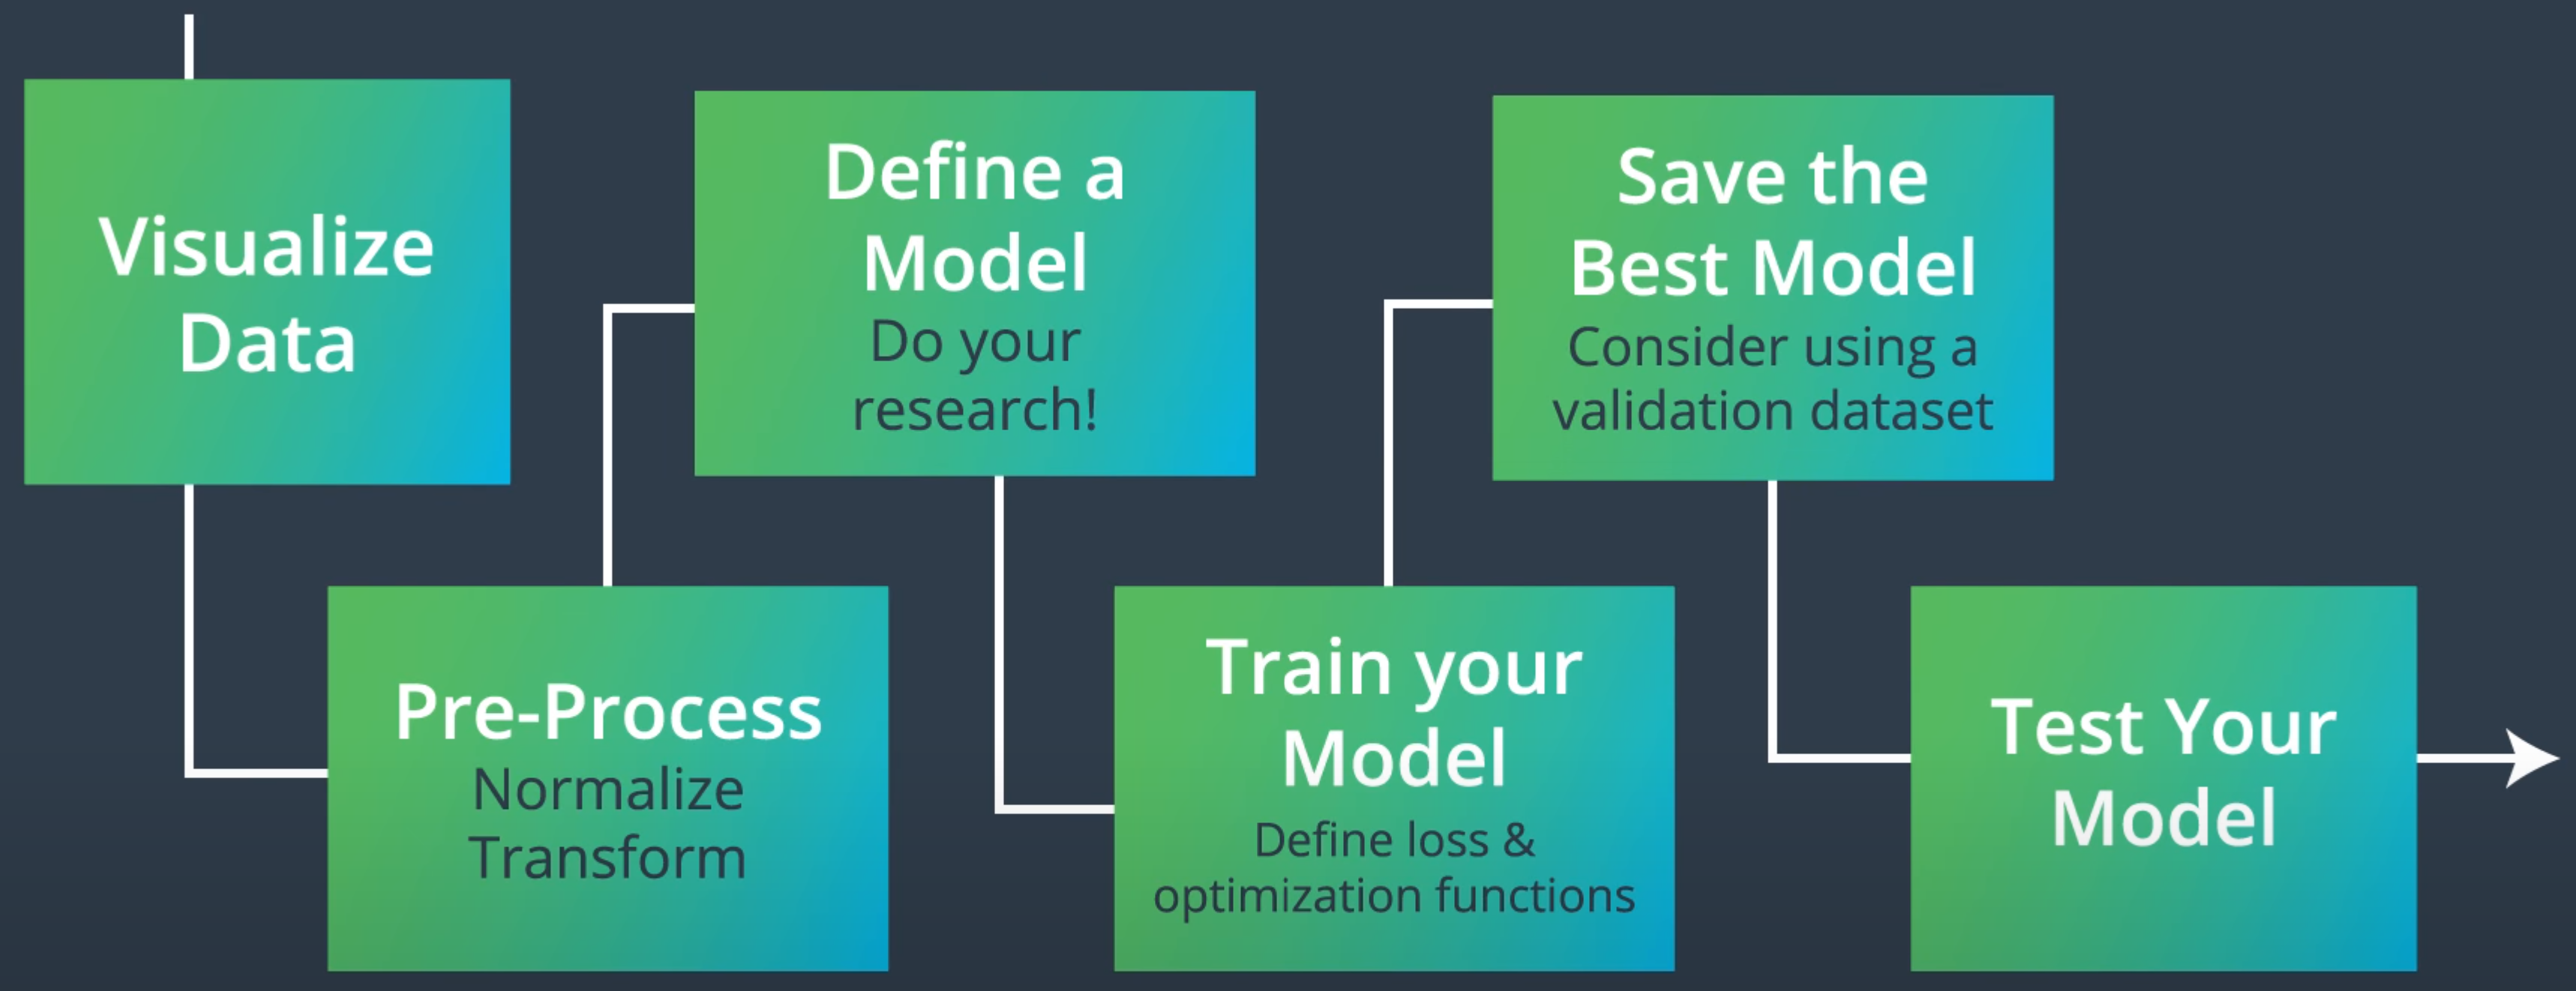 Visualize
Data
Pre-Process
Normalize
Transform
Define a
Model
Do your
research!
Train your
Model
Define loss &
optimization functions
Save the
Best Model
Consider using a
validation dataset
Test Your
Model